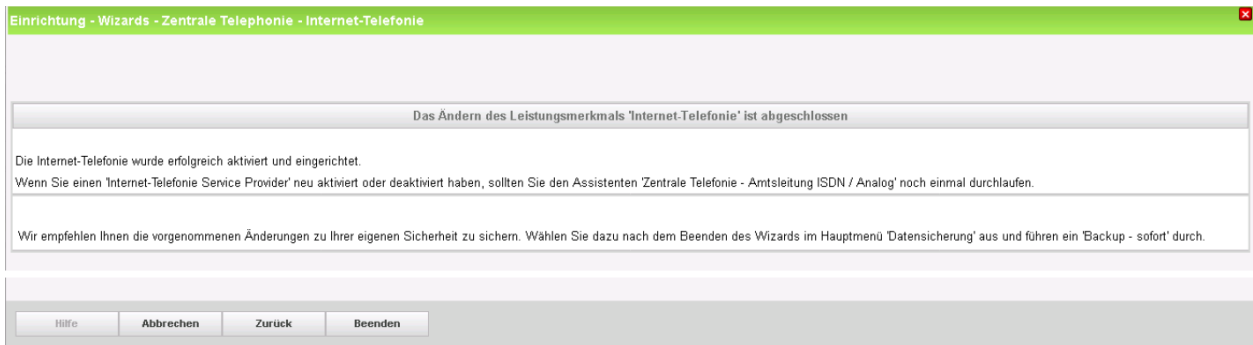 Einrichtung - Wizards - Zentrale Telephonie - Internet-Telefonie
Das Ändern des Leistungsmerkmals 'Internet-Telefonie' ist abgeschlossen
Die Internet-Telefonie wurde erfolgreich aktiviert und eingerichtet.
Wenn Sie einen 'Internet-Telefonie Service Provider' neu aktiviert oder deaktiviert haben, sollten Sie den Assistenten 'Zentrale Telefonie - Amtsleitung ISDN / Analog' noch einmal durchlaufen.
Wir empfehlen Ihnen die vorgenommenen Änderungen zu Ihrer eigenen Sicherheit zu sichern. Wählen Sie dazu nach dem Beenden des Wizards im Hauptmenü 'Datensicherung' aus und führen ein 'Backup - sofort' durch.
Hilfe Abbrechen Zurück Beenden